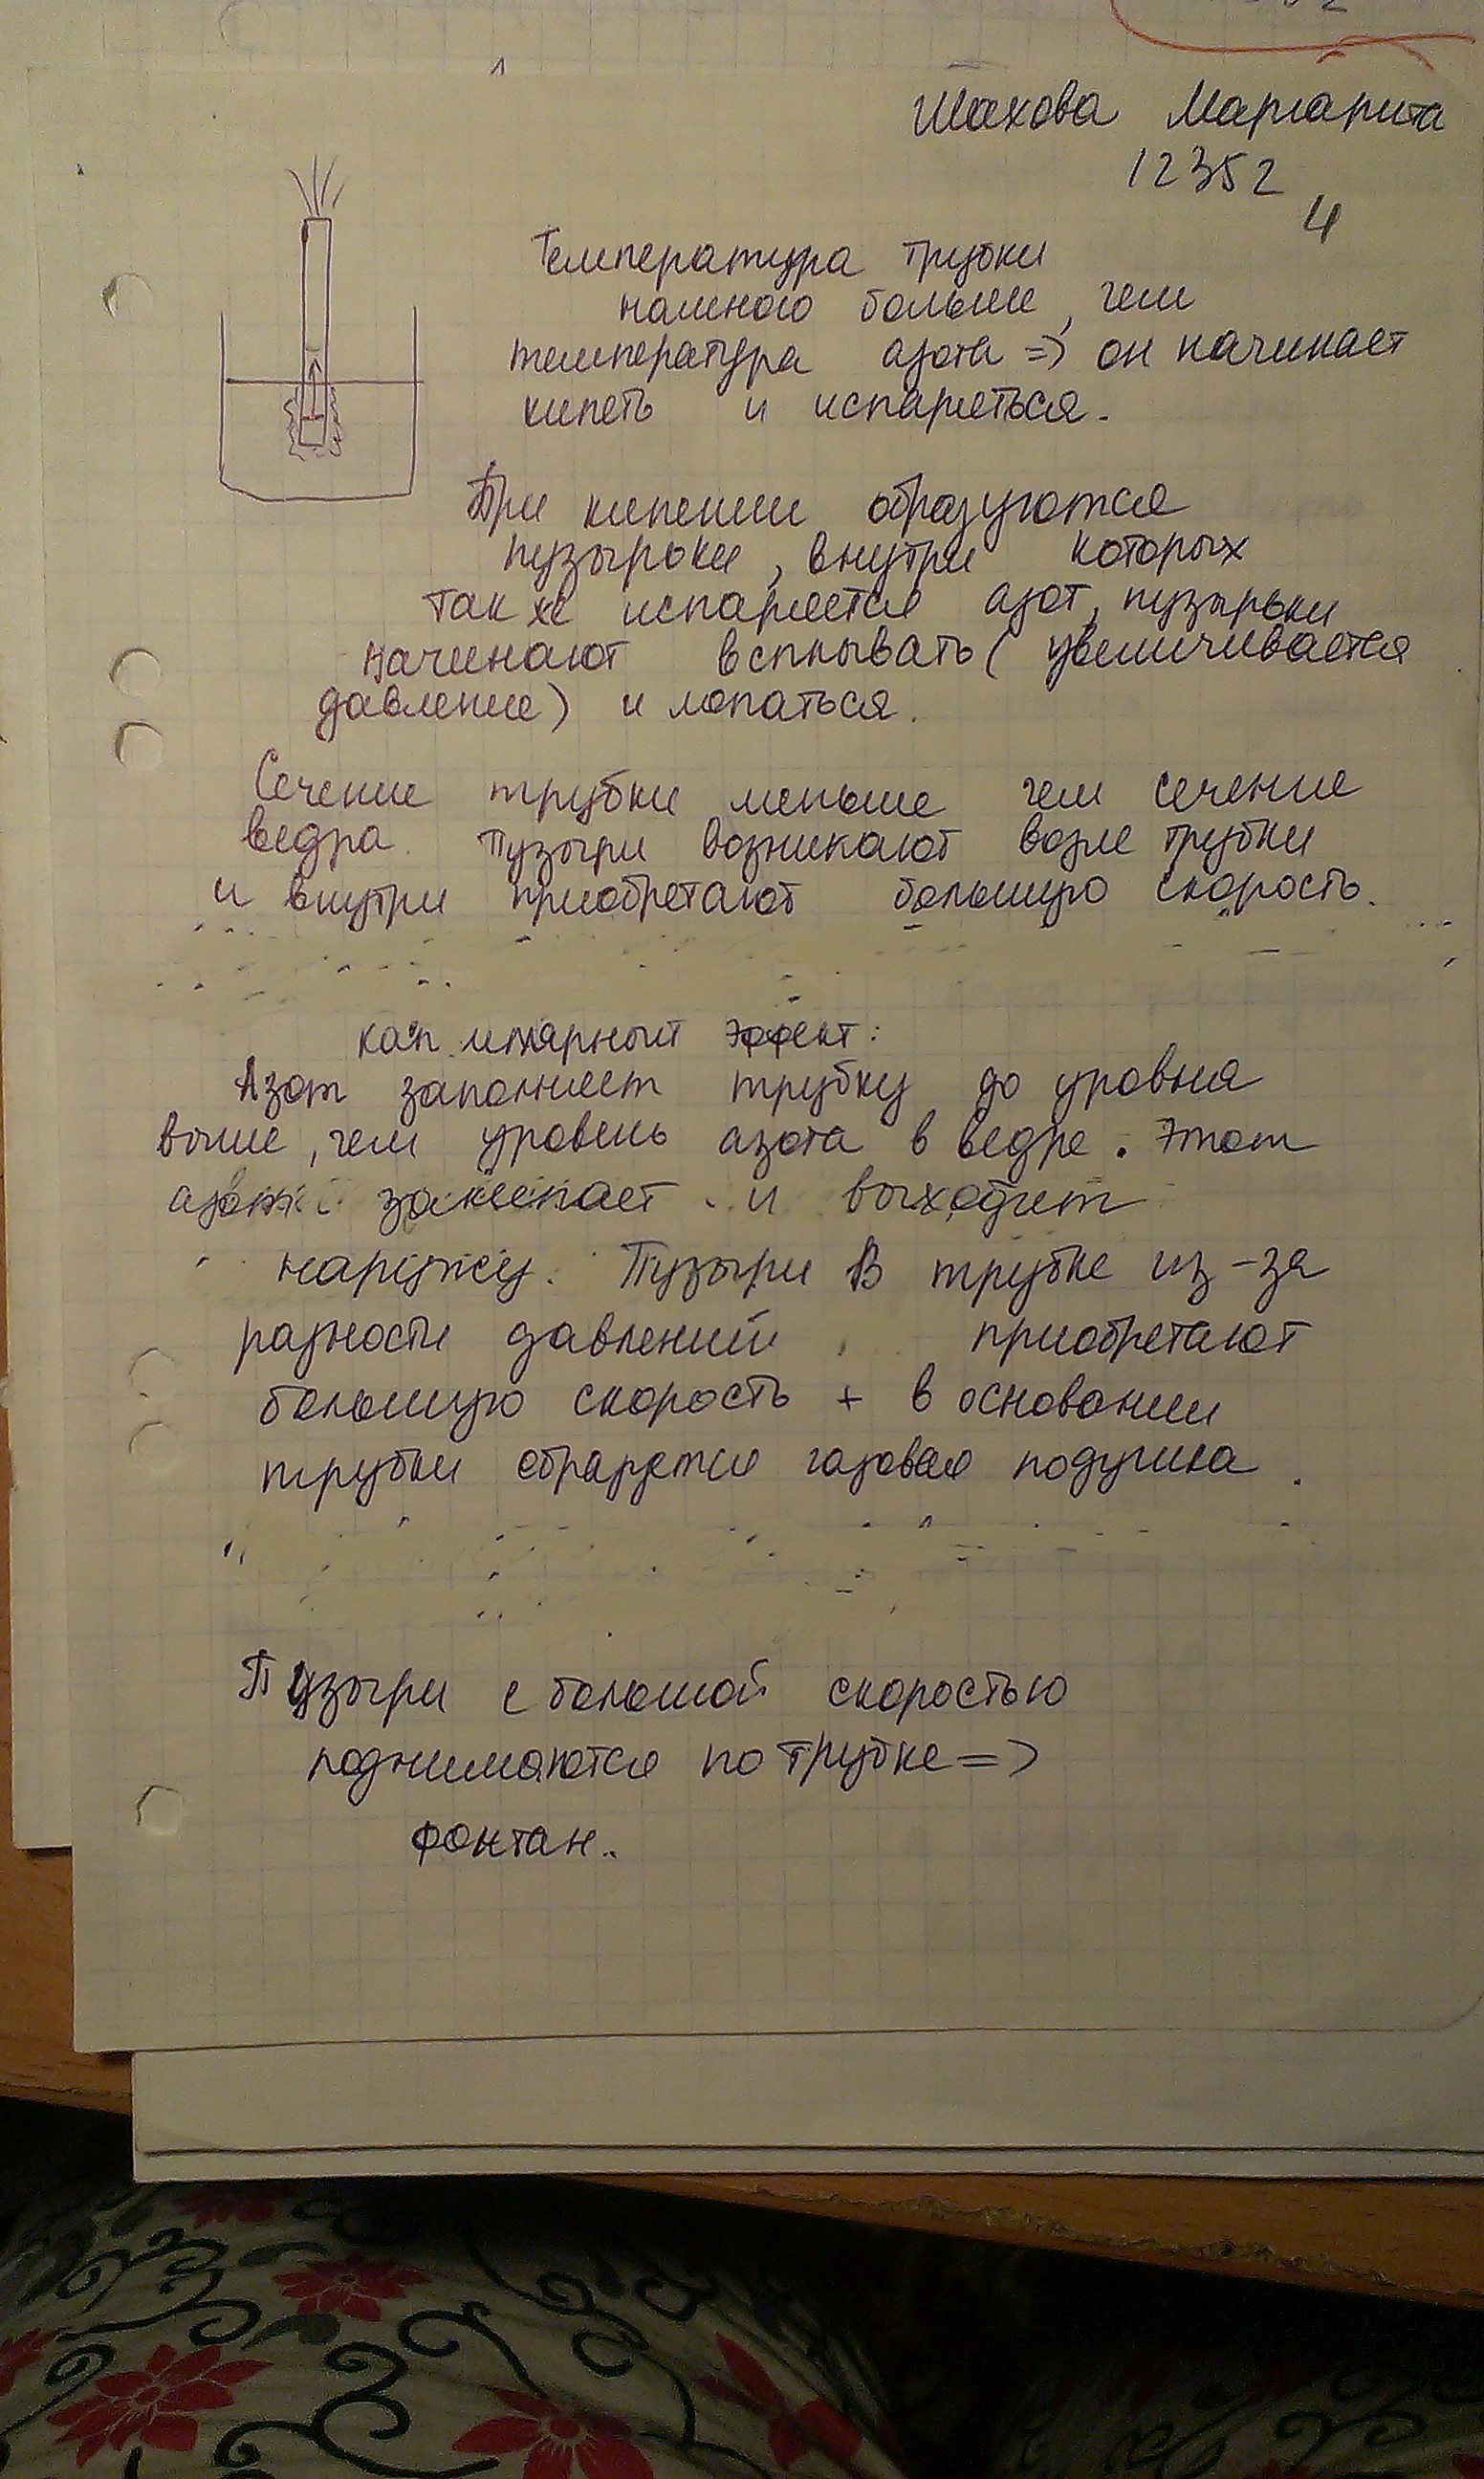 Шахова Маргарита
12352
4
Температура трубки
намного больше, чем
температура азота => он начинает
кипеть и испаряться.
При кипении образуются
пузырьки, внутри которых
также испаряется азот, пузырьки
начинают всплывать (увеличивается
давление) и лопаться.
Сечение трубки меньше чем сечение
ведра. Пузыри возникают возле трубки
и внутри приобретают большую скорость.
капиллярный эффект:
Азот заполняет трубку до уровня
выше, чем уровень азота в ведре. Этот
азот закипает и выходит
наружу. Пузыри в трубке из-за
разности давлений приобретают
большую скорость + в основании
трубки образуется газовая подушка.
Пузыри с большой скоростью
поднимаются по трубке =>
фонтан..